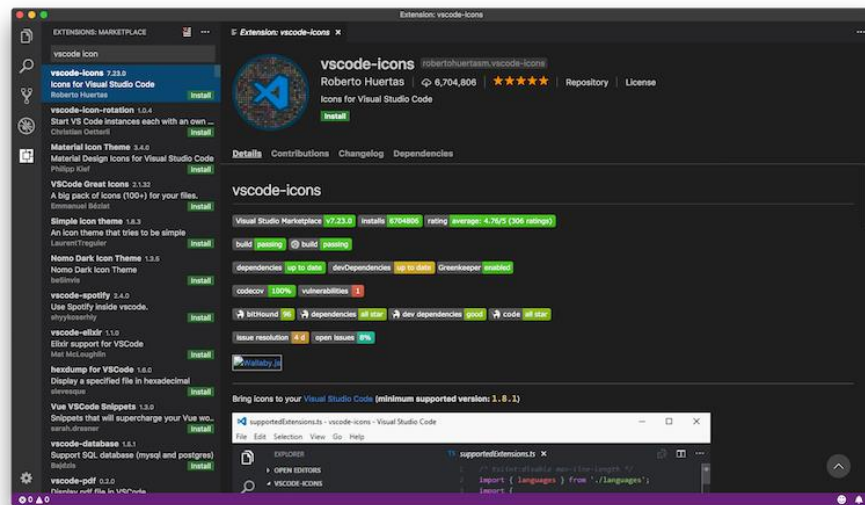 Extension: vscode-icons
EXTENSIONS: MARKETPLACE
vscode icon
vscode-icons 7.23.0
Icons for Visual Studio Code
Roberto Huertas Install
vscode-icon-rotation 1.0.4
Start VS Code instances each with an own ...
Christian Oetterli Install
Material Icon Theme 3.4.0
Material Design Icons for Visual Studio Code
Philipp Kief Install
VSCode Great Icons 2.1.32
A big pack of icons (100+) for your files.
Emmanuel Béziat Install
Simple icon theme 1.8.3
An icon theme that tries to be simple
LaurentTreguier Install
Nomo Dark Icon Theme 1.3.5
Nomo Dark Icon Theme
be5invis Install
vscode-spotify 2.4.0
Use Spotify inside vscode.
shyykoserhiy Install
vscode-elixir 1.1.0
Elixir support for VSCode
Mat McLoughlin Install
hexdump for VSCode 1.6.0
Display a specified file in hexadecimal
slevesque Install
Vue VSCode Snippets 1.3.0
Snippets that will supercharge your Vue wo...
sarah.drasner Install
vscode-database 1.5.1
Support SQL database (mysql and postgres)
Bajdzis Install
vscode-pdf 0.2.0
Display pdf file in VSCode.
0 0
Extension: vscode-icons
vscode-icons robertohuertasm.vscode-icons
Roberto Huertas 6,704,806 Repository License
Icons for Visual Studio Code
Install
Details Contributions Changelog Dependencies
vscode-icons
Visual Studio Marketplace v7.23.0 installs 6704806 rating average: 4.76/5 (306 ratings)
build passing build passing
dependencies up to date devDependencies up to date Greenkeeper enabled
codecov 100% vulnerabilities 1
bitHound 96 dependencies all star dev dependencies good code all star
issue resolution 4 d open issues 8%
Wallaby.js
Bring icons to your Visual Studio Code (minimum supported version: 1.8.1)
supportedExtensions.ts - vscode-icons - Visual Studio Code
File Edit Selection View Go Help
EXPLORER
OPEN EDITORS
VSCODE-ICONS
TS supportedExtensions.ts
1 /* tslint:disable max-line-length */
2 import { languages } from './languages';
3 import {